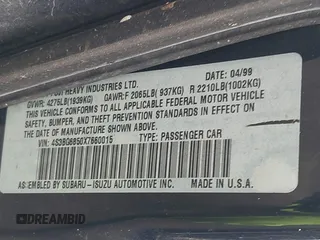 FUJI HEAVY INDUSTRIES LTD. 04/99
GVWR: 4275LB(1939KG) GAWR:F 2065LB( 937KG) R 2210LB(1002KG)
THIS VEHICLE CONFORMS TO ALL APPLICABLE FEDERAL MOTOR VEHICLE
SAFETY, BUMPER, AND THEFT PREVENTION STANDARDS IN EFFECT
ON THE DATE OF MANUFACTURE SHOWN ABOVE.
VIN: 4S3BG6850X7660015 TYPE: PASSENGER CAR
ASSEMBLED BY SUBARU-ISUZU AUTOMOTIVE INC. MADE IN U.S.A.
DREAMBID